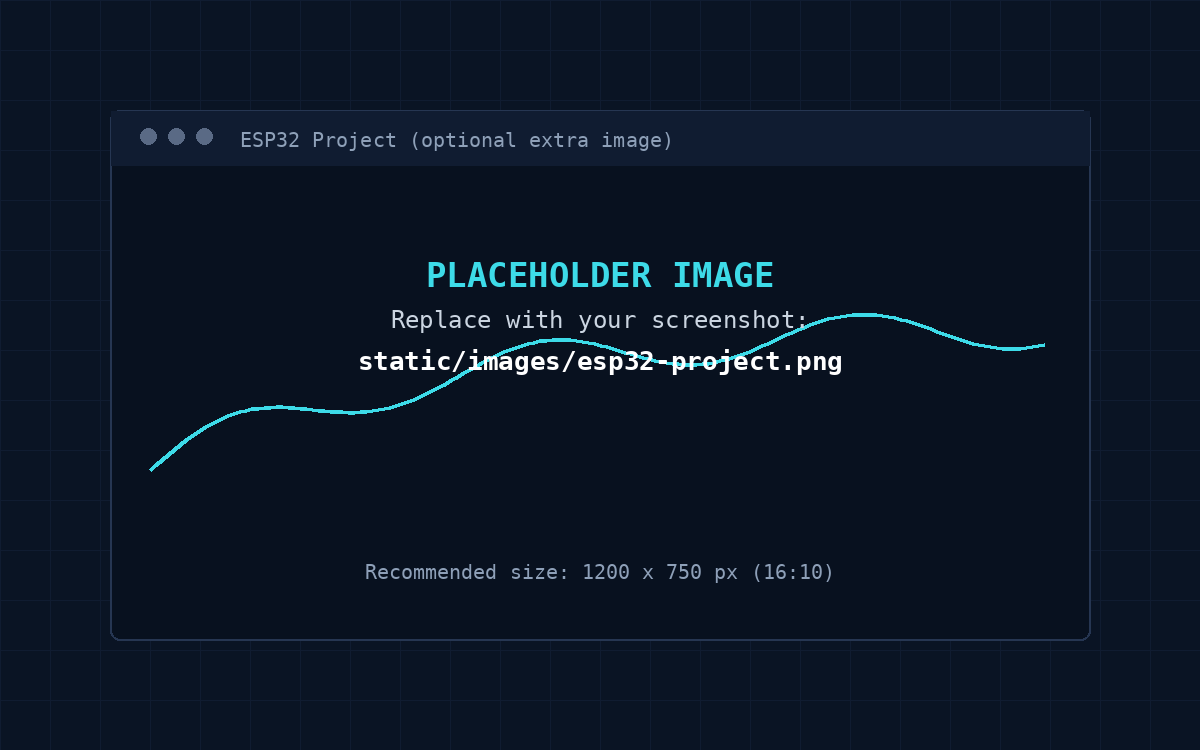 ESP32 Project (optional extra image)
PLACEHOLDER IMAGE
Replace with your screenshot:
static/images/esp32-project.png
Recommended size: 1200 x 750 px (16:10)